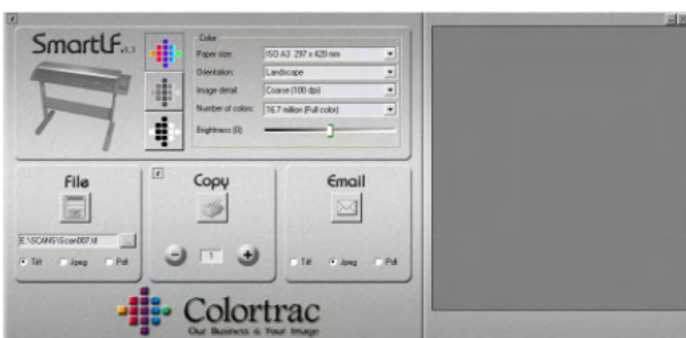 SmartLF v1.1
Color
Paper size: ISO A3 297 x 420 mm
Orientation: Landscape
Image detail: Coarse (100 dpi)
Number of colors: 16.7 million (Full color)
Brightness (0)
File
Copy
Email
E:\SCANS\Scan007.tif ...
1
Tiff Jpeg Pdf
Tiff Jpeg Pdf
Colortrac
Our Business is Your Image